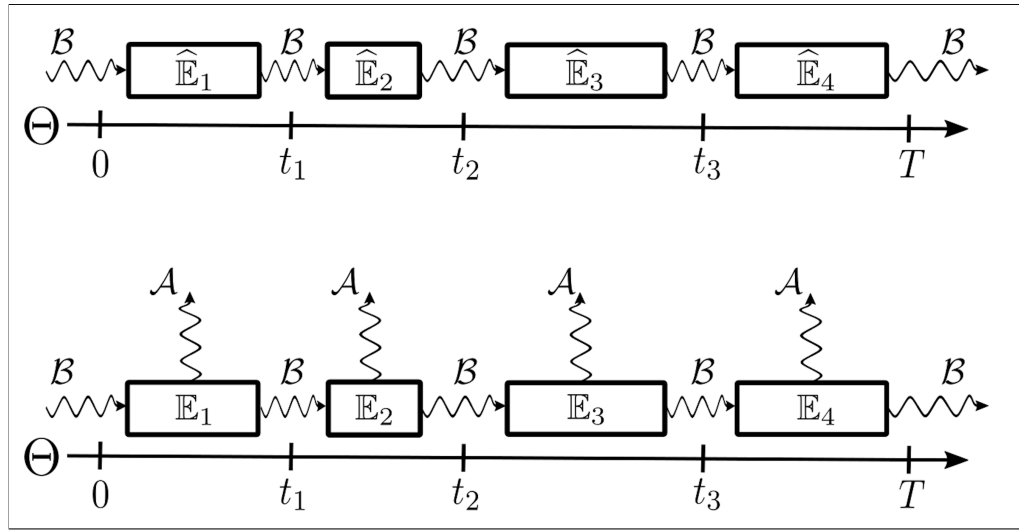 ℬ 𝔼̂₁ ℬ 𝔼̂₂ ℬ 𝔼̂₃ ℬ 𝔼̂₄ ℬ
Θ 0 t₁ t₂ t₃ T
𝒜 𝒜 𝒜 𝒜
ℬ 𝔼₁ ℬ 𝔼₂ ℬ 𝔼₃ ℬ 𝔼₄ ℬ
Θ 0 t₁ t₂ t₃ T